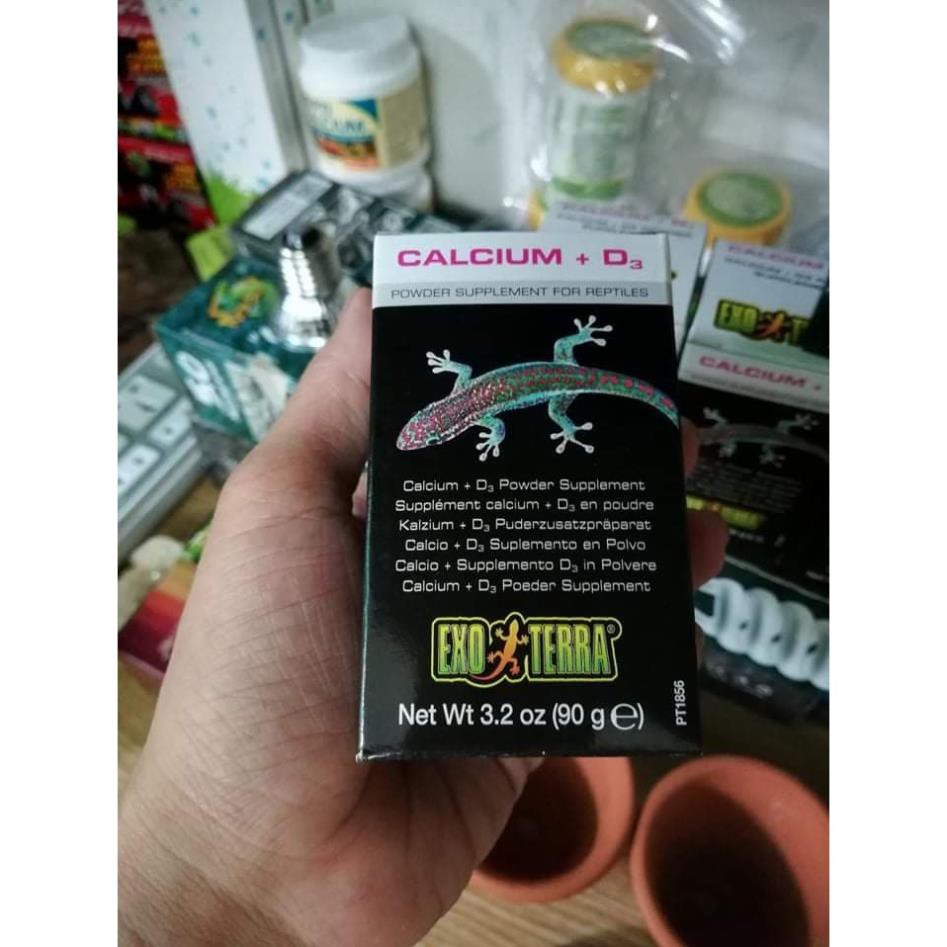 CALCIUM + D3
POWDER SUPPLEMENT FOR REPTILES
Calcium + D3 Powder Supplement
Supplément calcium + D3 en poudre
Kalzium + D3 Puderzusatzpräparat
Calcio + D3 Suplemento en Polvo
Calcio + Supplemento D3 in Polvere
Calcium + D3 Poeder Supplement
EXO TERRA®
Net Wt 3.2 oz (90 g ℮)
PT1856
CALCIUM +